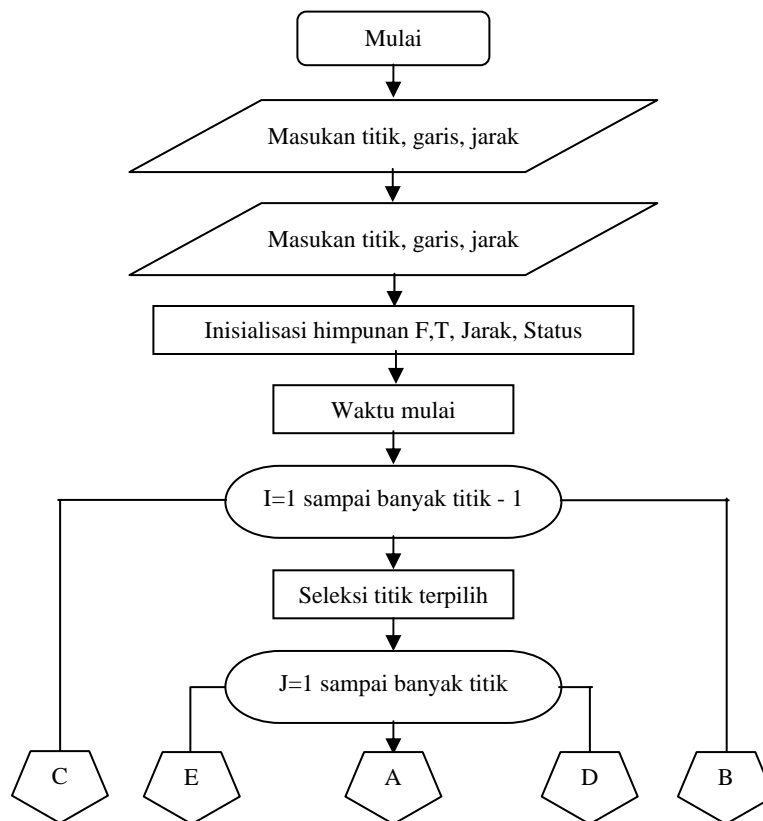 Mulai
Masukan titik, garis, jarak
Masukan titik, garis, jarak
Inisialisasi himpunan F,T, Jarak, Status
Waktu mulai
I=1 sampai banyak titik - 1
Seleksi titik terpilih
J=1 sampai banyak titik
C
E
A
D
B